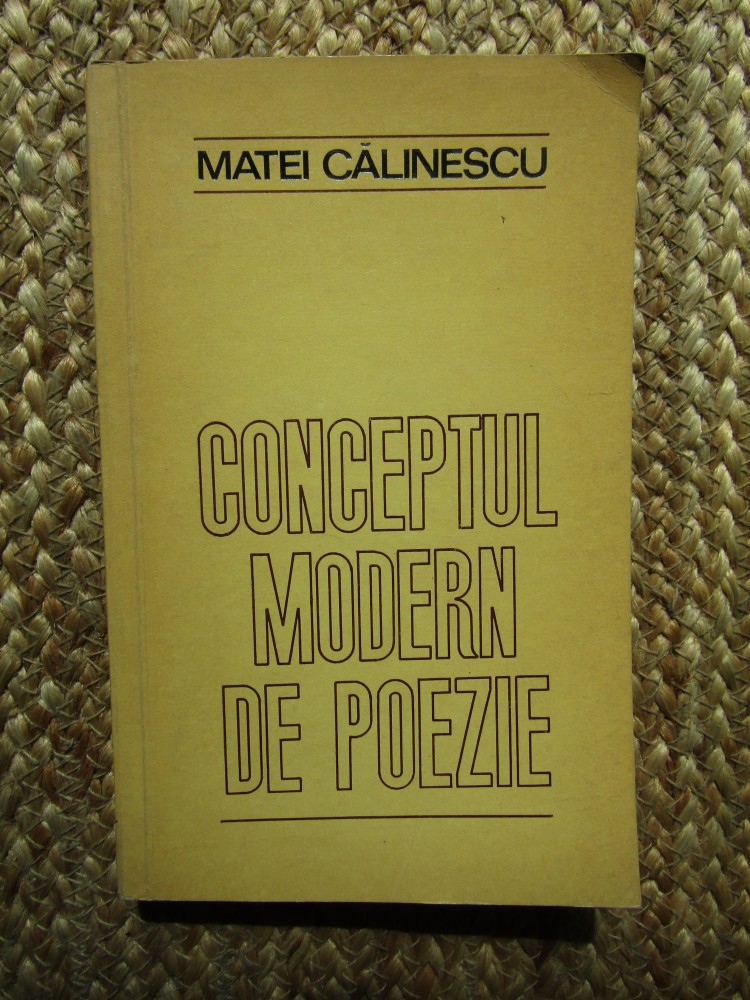 MATEI CĂLINESCU
CONCEPTUL
MODERN
DE POEZIE